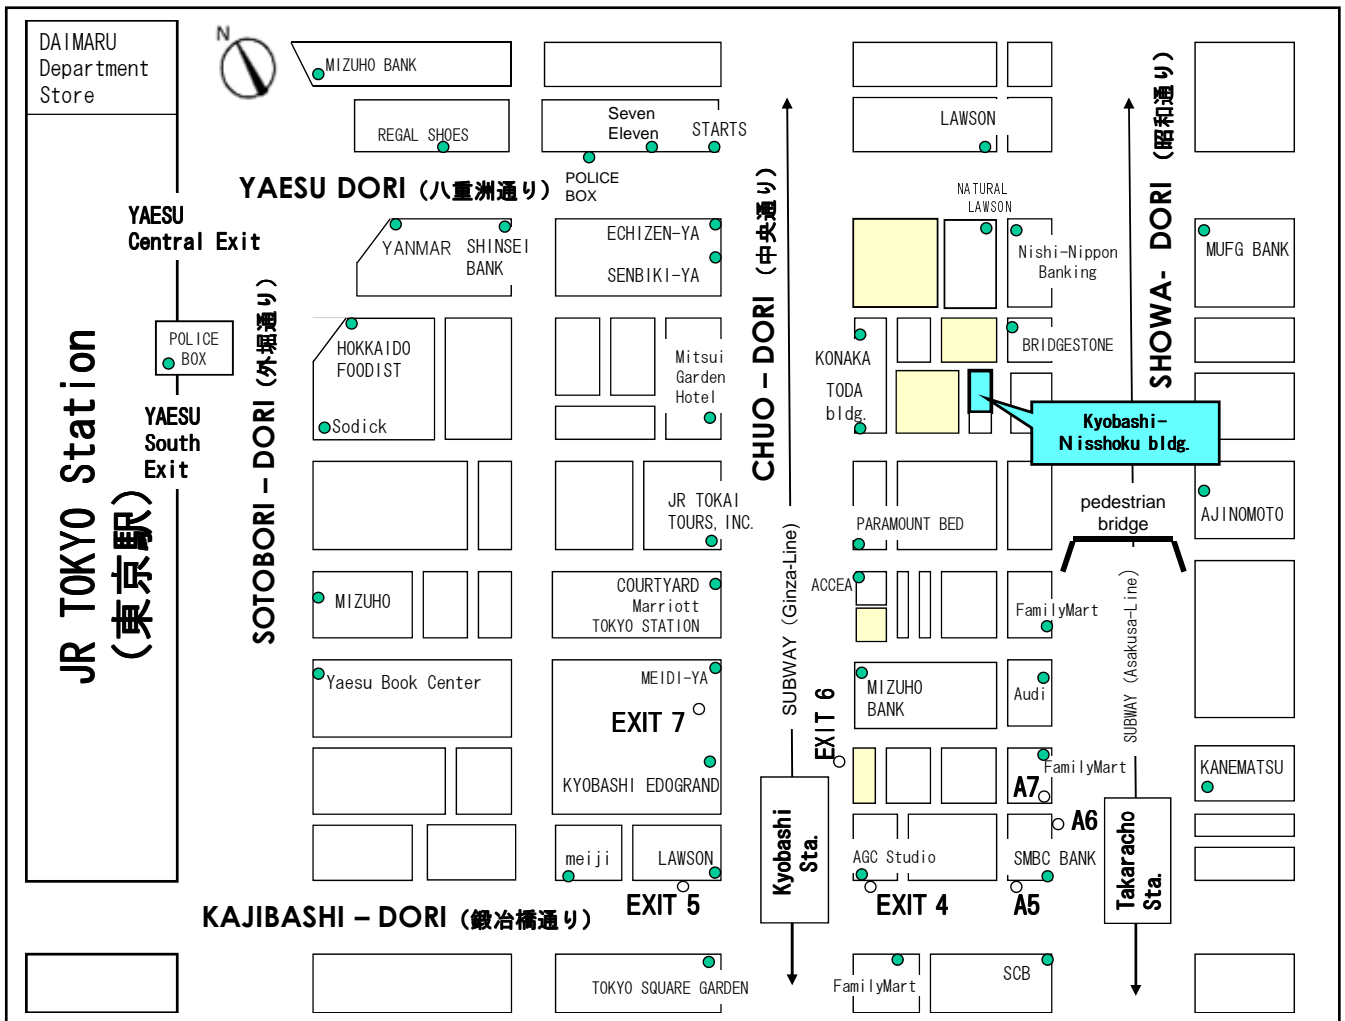 DAIMARU
Department
Store
N
MIZUHO BANK
REGAL SHOES
Seven
Eleven
STARTS
LAWSON
POLICE
BOX
YAESU DORI (八重洲通り)
YAESU
Central Exit
YANMAR
SHINSEI
BANK
ECHIZEN-YA
SENBIKI-YA
CHUO – DORI (中央通り)
NATURAL
LAWSON
Nishi-Nippon
Banking
SHOWA- DORI (昭和通り)
MUFG BANK
POLICE
BOX
SOTOBORI – DORI (外堀通り)
HOKKAIDO
FOODIST
Mitsui
Garden
Hotel
KONAKA
TODA
bldg.
BRIDGESTONE
YAESU
South
Exit
Sodick
Kyobashi-
Nisshoku bldg.
JR TOKYO Station
(東京駅)
JR TOKAI
TOURS, INC.
PARAMOUNT BED
pedestrian
bridge
AJINOMOTO
MIZUHO
COURTYARD
Marriott
TOKYO STATION
SUBWAY (Ginza-Line)
ACCEA
FamilyMart
SUBWAY (Asakusa-Line)
Yaesu Book Center
MEIDI-YA
EXIT 7
EXIT 6
MIZUHO
BANK
Audi
KYOBASHI EDOGRAND
FamilyMart
A7
KANEMATSU
Kyobashi
Sta.
A6
Takaracho
Sta.
meiji
LAWSON
AGC Studio
SMBC BANK
EXIT 5
EXIT 4
A5
KAJIBASHI – DORI (鍛冶橋通り)
TOKYO SQUARE GARDEN
FamilyMart
SCB